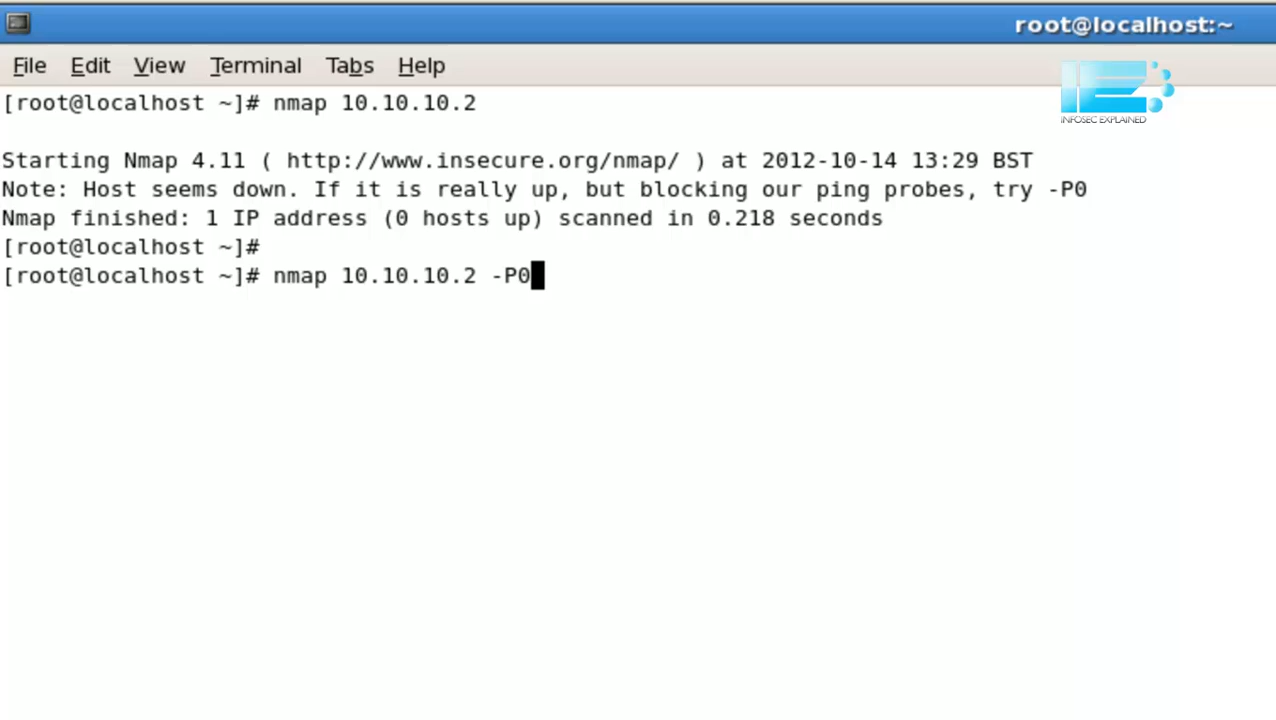 root@localhost:~
File Edit View Terminal Tabs Help
IE
INFOSEC EXPLAINED
[root@localhost ~]# nmap 10.10.10.2
Starting Nmap 4.11 ( http://www.insecure.org/nmap/ ) at 2012-10-14 13:29 BST
Note: Host seems down. If it is really up, but blocking our ping probes, try -P0
Nmap finished: 1 IP address (0 hosts up) scanned in 0.218 seconds
[root@localhost ~]#
[root@localhost ~]# nmap 10.10.10.2 -P0